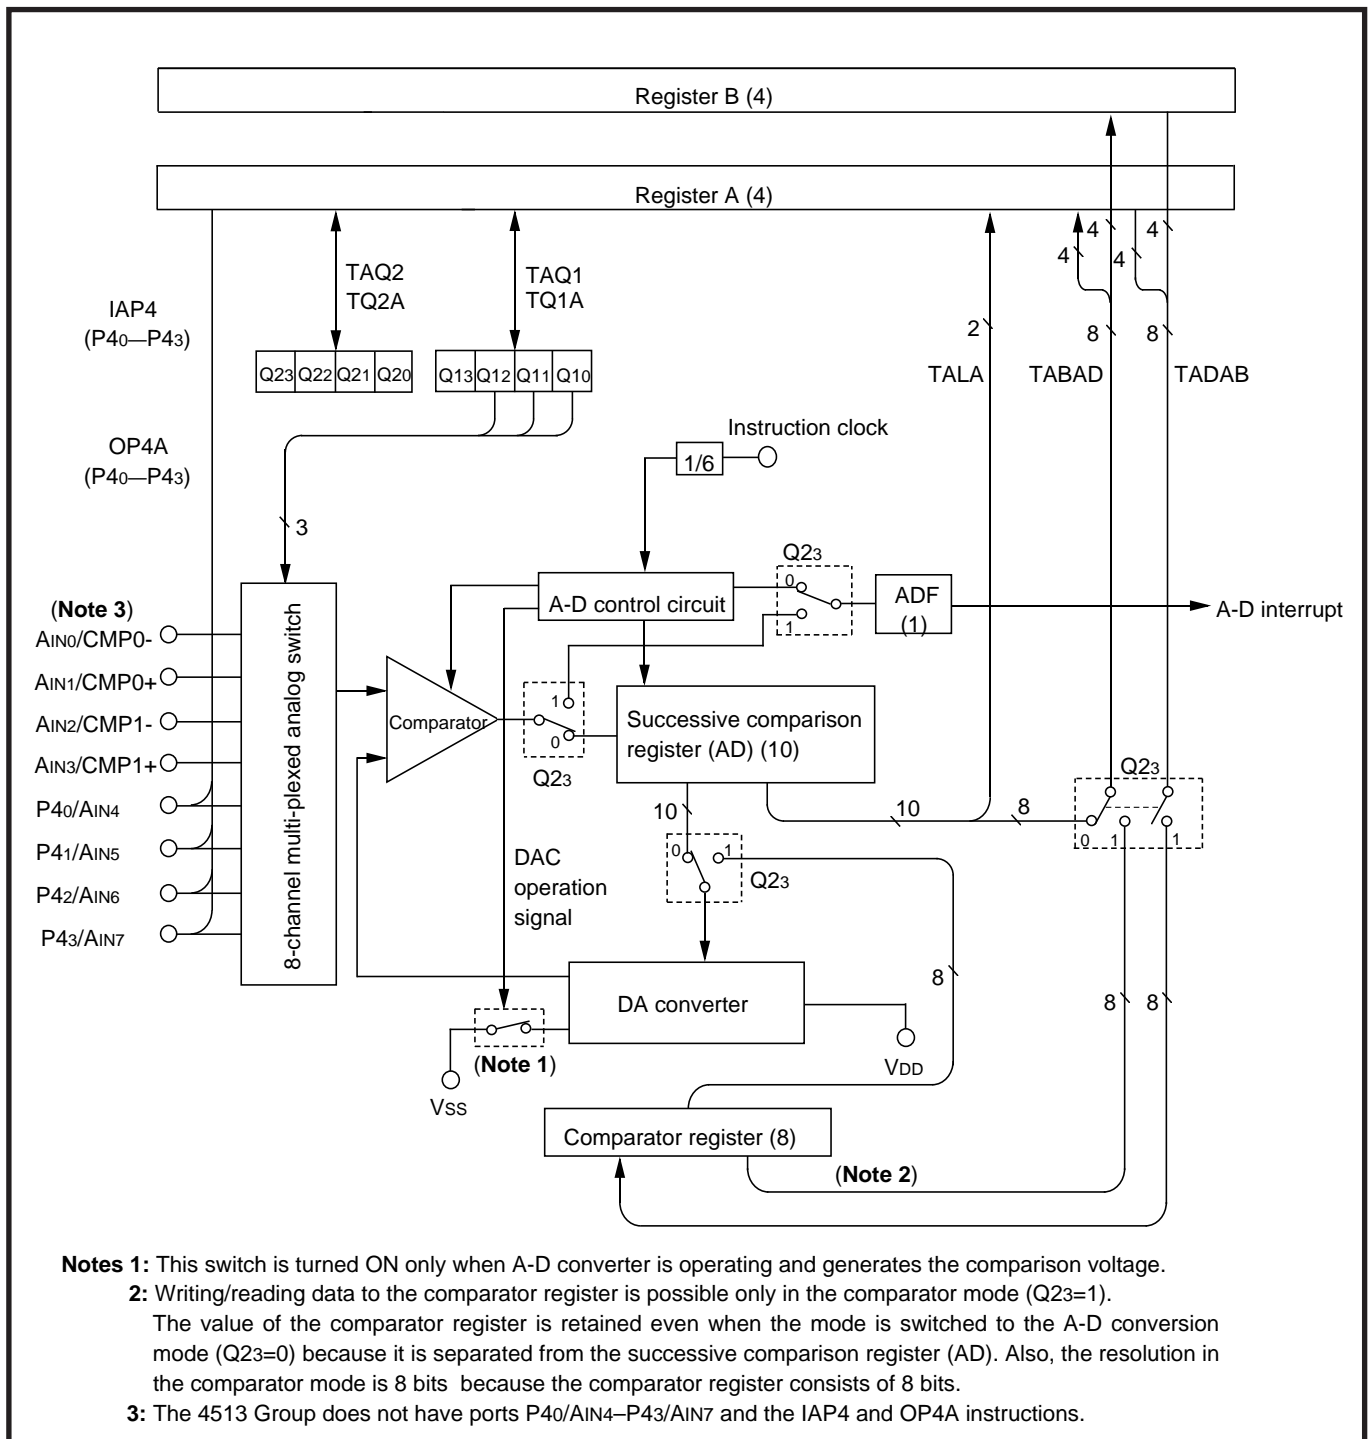 Register B (4)
Register A (4)
4
4
4
4
TAQ2
TQ2A
TAQ1
TQ1A
IAP4
(P40—P43)
2
8
8
Q23 Q22 Q21 Q20
Q13 Q12 Q11 Q10
TALA
TABAD
TADAB
OP4A
(P40—P43)
Instruction clock
1/6
3
Q23
0
1
A-D control circuit
ADF
(1)
A-D interrupt
(Note 3)
AIN0/CMP0-
AIN1/CMP0+
AIN2/CMP1-
AIN3/CMP1+
P40/AIN4
P41/AIN5
P42/AIN6
P43/AIN7
8-channel multi-plexed analog switch
Comparator
1
0
Q23
Successive comparison
register (AD) (10)
Q23
0 1 1
10
10
8
0 1
Q23
DAC
operation
signal
DA converter
8
8
8
(Note 1)
VSS
VDD
Comparator register (8)
(Note 2)
Notes 1: This switch is turned ON only when A-D converter is operating and generates the comparison voltage.
2: Writing/reading data to the comparator register is possible only in the comparator mode (Q23=1).
The value of the comparator register is retained even when the mode is switched to the A-D conversion
mode (Q23=0) because it is separated from the successive comparison register (AD). Also, the resolution in
the comparator mode is 8 bits because the comparator register consists of 8 bits.
3: The 4513 Group does not have ports P40/AIN4–P43/AIN7 and the IAP4 and OP4A instructions.